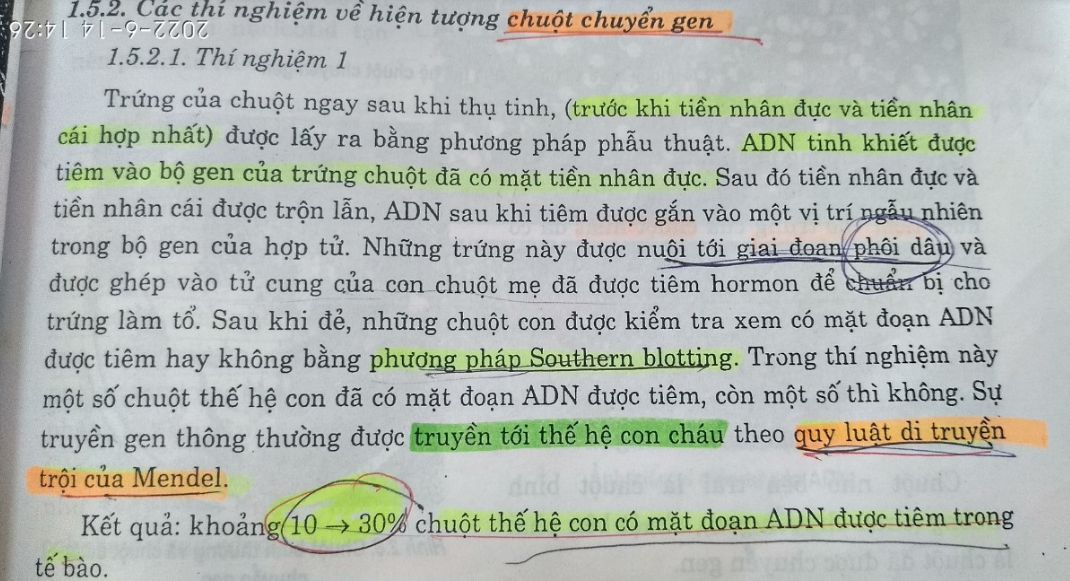 1.5.2. Các thí nghiệm về hiện tượng chuột chuyển gen
2022-6-14 14:26
1.5.2.1. Thí nghiệm 1
Trứng của chuột ngay sau khi thụ tinh, (trước khi tiền nhân đực và tiền nhân
cái hợp nhất) được lấy ra bằng phương pháp phẫu thuật. ADN tinh khiết được
tiêm vào bộ gen của trứng chuột đã có mặt tiền nhân đực. Sau đó tiền nhân đực và
tiền nhân cái được trộn lẫn, ADN sau khi tiêm được gắn vào một vị trí ngẫu nhiên
trong bộ gen của hợp tử. Những trứng này được nuôi tới giai đoạn phôi dâu và
được ghép vào tử cung của con chuột mẹ đã được tiêm hormon để chuẩn bị cho
trứng làm tổ. Sau khi đẻ, những chuột con được kiểm tra xem có mặt đoạn ADN
được tiêm hay không bằng phương pháp Southern blotting. Trong thí nghiệm này
một số chuột thế hệ con đã có mặt đoạn ADN được tiêm, còn một số thì không. Sự
truyền gen thông thường được truyền tới thế hệ con cháu theo quy luật di truyền
trội của Mendel.
Kết quả: khoảng 10 → 30% chuột thế hệ con có mặt đoạn ADN được tiêm trong
tế bào.